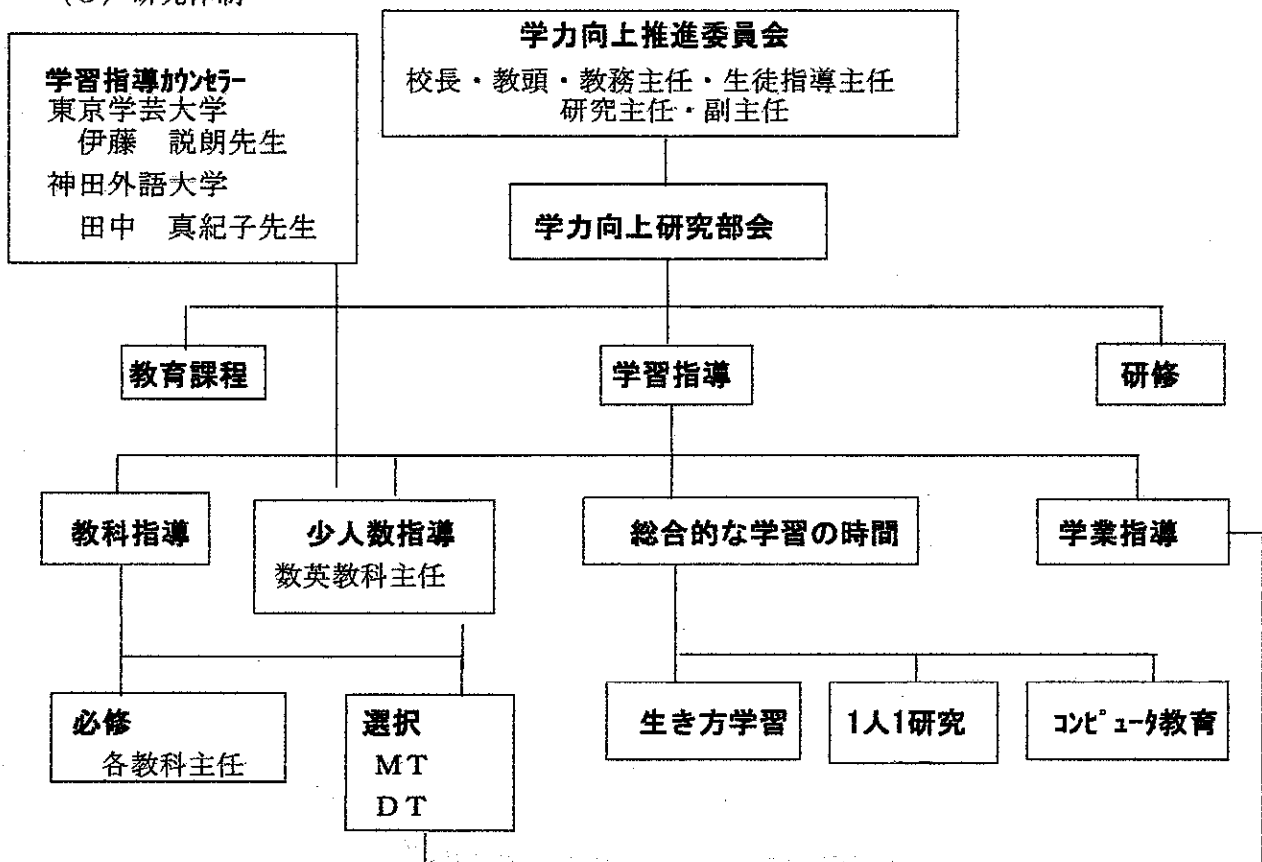 研究体制
学力向上推進委員会
校長・教頭・教務主任・生徒指導主任
研究主任・副主任
学習指導ｶｳﾝｾﾗｰ
東京学芸大学
伊藤　説朗先生
神田外語大学
田中　真紀子先生
学力向上研究部会
教育課程
学習指導
研修
教科指導
少人数指導
数英教科主任
総合的な学習の時間
学業指導
必修
各教科主任
選択
ＭＴ
ＤＴ
生き方学習
1人1研究
ｺﾝﾋﾟｭｰﾀ教育